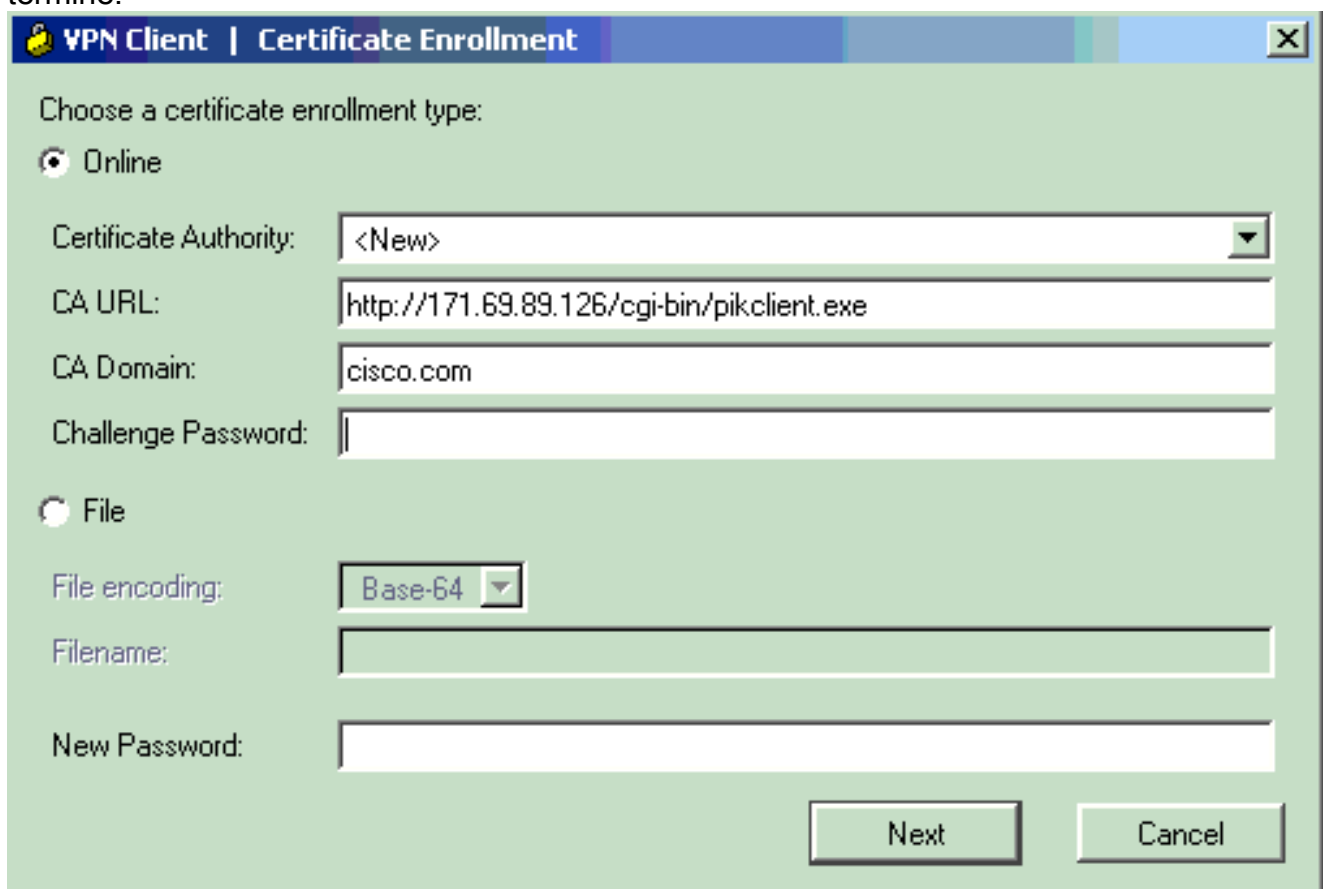 termine.
VPN Client | Certificate Enrollment
Choose a certificate enrollment type:
Online
Certificate Authority: <New>
CA URL: http://171.69.89.126/cgi-bin/pikclient.exe
CA Domain: cisco.com
Challenge Password:
File
File encoding: Base-64
Filename:
New Password:
Next Cancel